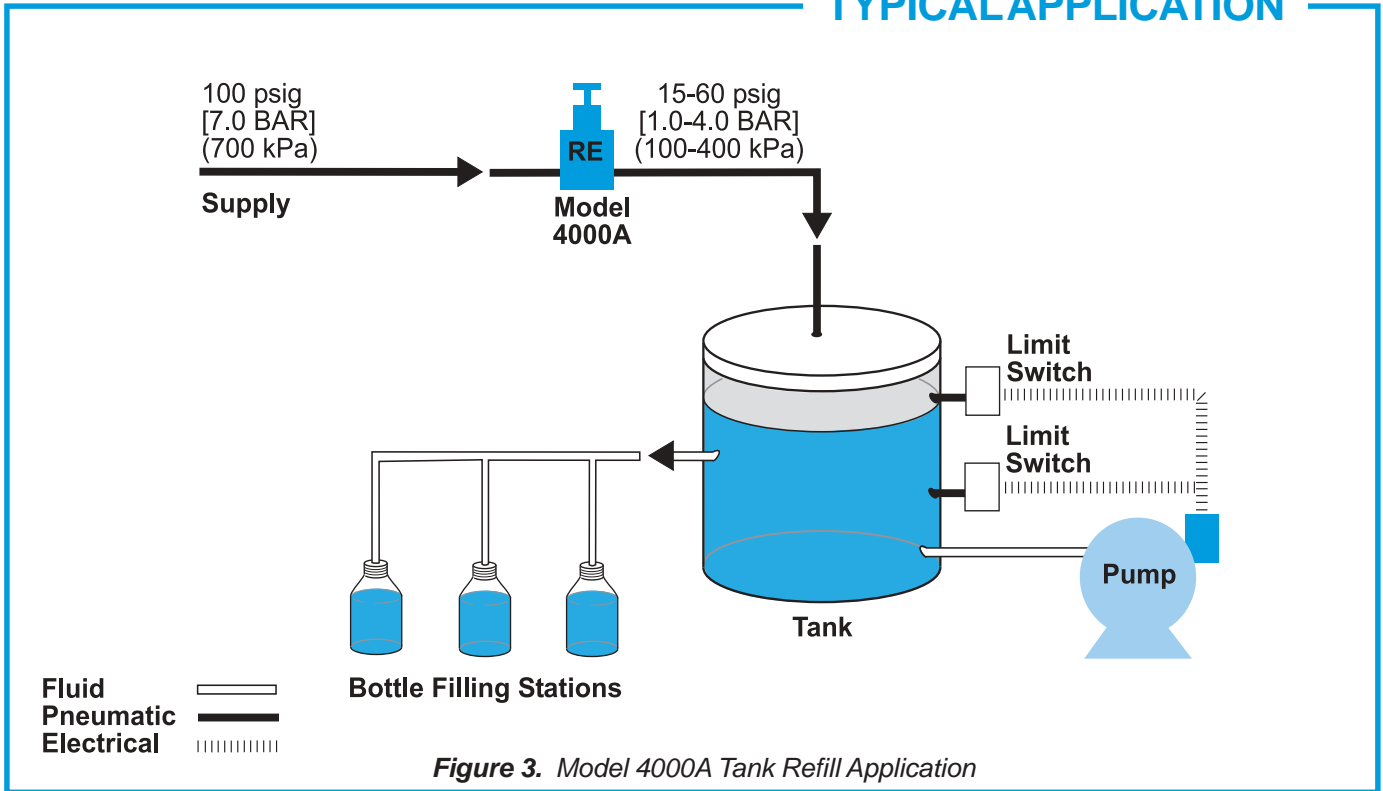 TYPICAL APPLICATION
100 psig
[7.0 BAR]
(700 kPa)
Supply
RE
Model
4000A
15-60 psig
[1.0-4.0 BAR]
(100-400 kPa)
Limit
Switch
Limit
Switch
Pump
Tank
Bottle Filling Stations
Fluid
Pneumatic
Electrical
Figure 3. Model 4000A Tank Refill Application